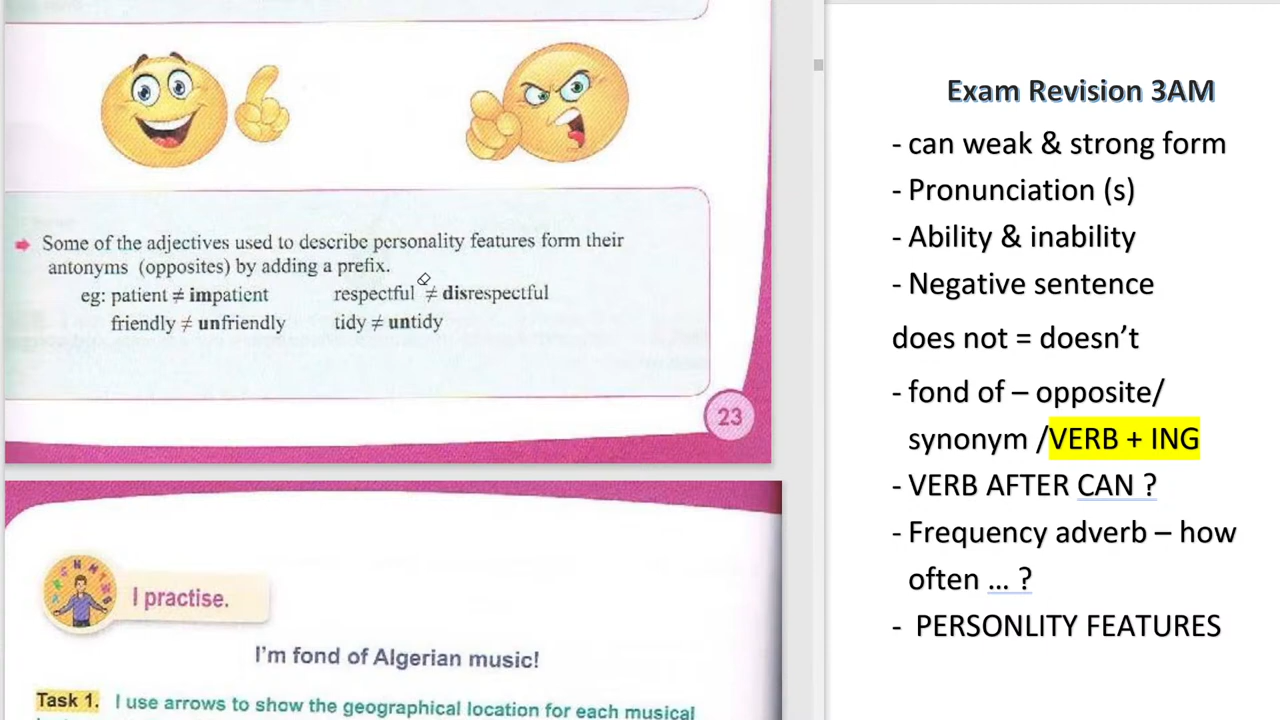 Some of the adjectives used to describe personality features form their
antonyms (opposites) by adding a prefix.
eg: patient ≠ impatient respectful ≠ disrespectful
friendly ≠ unfriendly tidy ≠ untidy
23
I practise.
I'm fond of Algerian music!
Task 1. I use arrows to show the geographical location for each musical
Exam Revision 3AM
- can weak & strong form
- Pronunciation (s)
- Ability & inability
- Negative sentence
does not = doesn’t
- fond of – opposite/
synonym /VERB + ING
- VERB AFTER CAN ?
- Frequency adverb – how
often ... ?
- PERSONLITY FEATURES